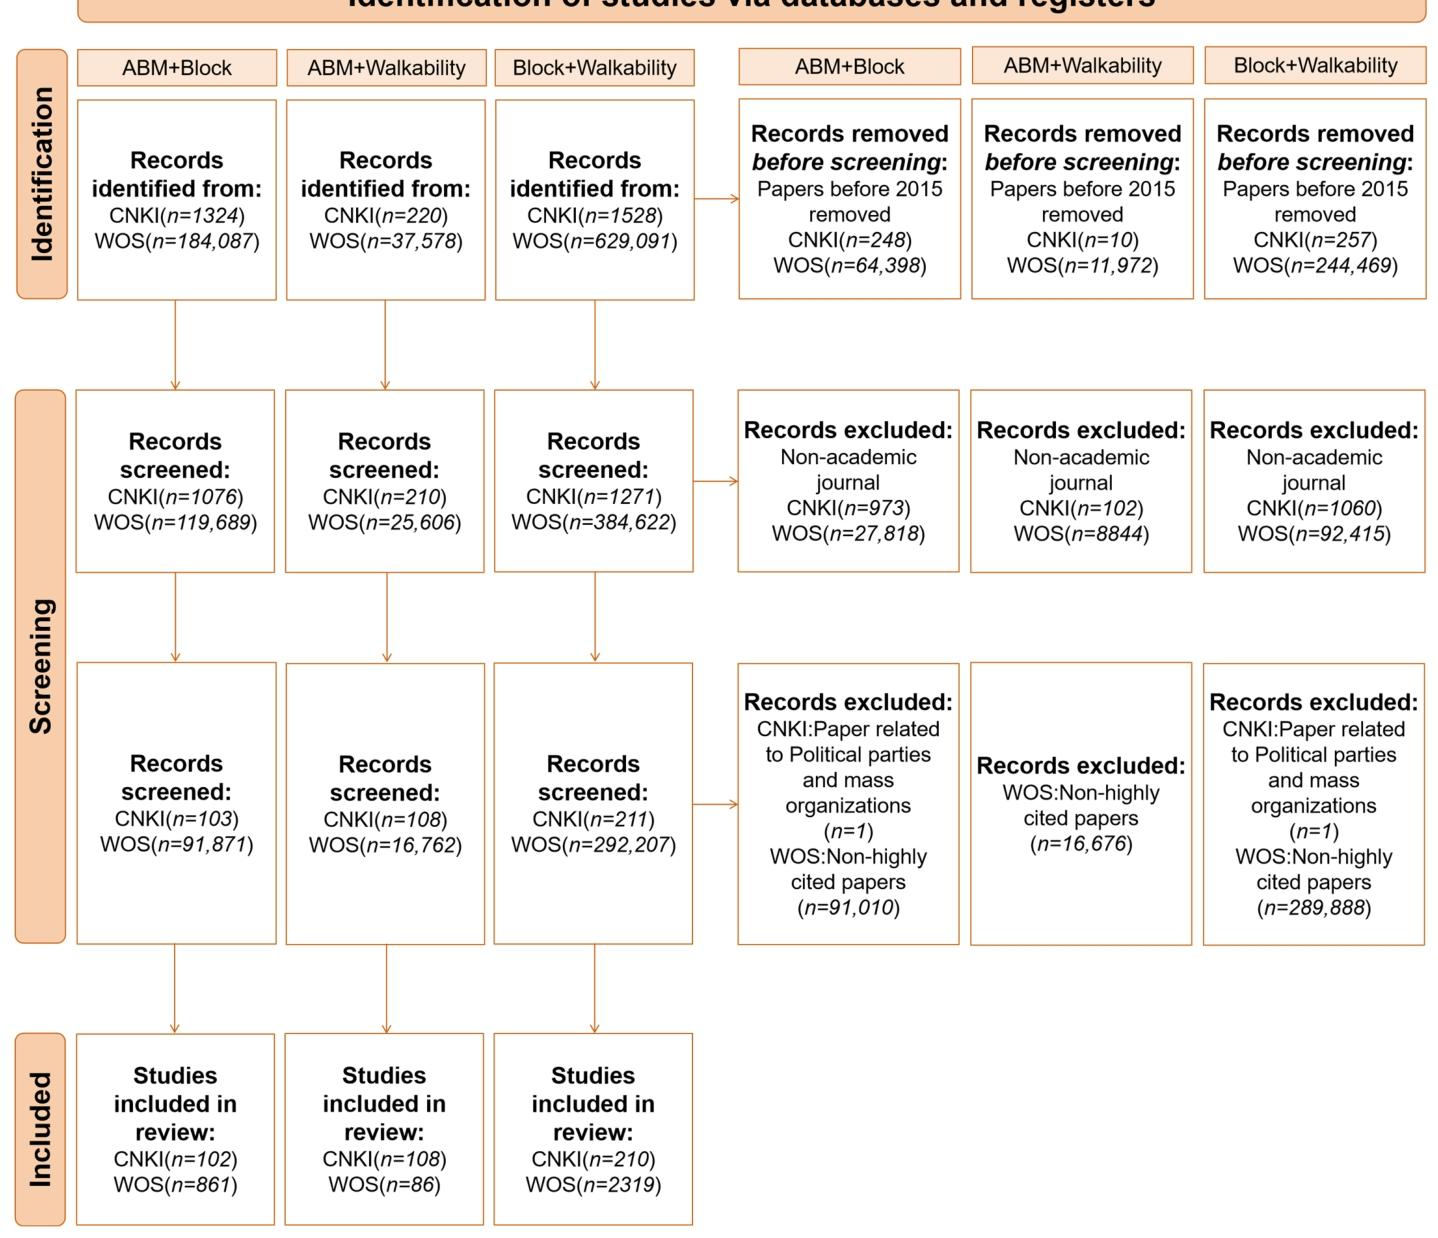 Identification of studies via databases and registers
Identification
ABM+Block
ABM+Walkability
Block+Walkability
ABM+Block
ABM+Walkability
Block+Walkability
Records
identified from:
CNKI(n=1324)
WOS(n=184,087)
Records
identified from:
CNKI(n=220)
WOS(n=37,578)
Records
identified from:
CNKI(n=1528)
WOS(n=629,091)
Records removed
before screening:
Papers before 2015
removed
CNKI(n=248)
WOS(n=64,398)
Records removed
before screening:
Papers before 2015
removed
CNKI(n=10)
WOS(n=11,972)
Records removed
before screening:
Papers before 2015
removed
CNKI(n=257)
WOS(n=244,469)
Screening
Records
screened:
CNKI(n=1076)
WOS(n=119,689)
Records
screened:
CNKI(n=210)
WOS(n=25,606)
Records
screened:
CNKI(n=1271)
WOS(n=384,622)
Records excluded:
Non-academic
journal
CNKI(n=973)
WOS(n=27,818)
Records excluded:
Non-academic
journal
CNKI(n=102)
WOS(n=8844)
Records excluded:
Non-academic
journal
CNKI(n=1060)
WOS(n=92,415)
Records
screened:
CNKI(n=103)
WOS(n=91,871)
Records
screened:
CNKI(n=108)
WOS(n=16,762)
Records
screened:
CNKI(n=211)
WOS(n=292,207)
Records excluded:
CNKI:Paper related
to Political parties
and mass
organizations
(n=1)
WOS:Non-highly
cited papers
(n=91,010)
Records excluded:
WOS:Non-highly
cited papers
(n=16,676)
Records excluded:
CNKI:Paper related
to Political parties
and mass
organizations
(n=1)
WOS:Non-highly
cited papers
(n=289,888)
Included
Studies
included in
review:
CNKI(n=102)
WOS(n=861)
Studies
included in
review:
CNKI(n=108)
WOS(n=86)
Studies
included in
review:
CNKI(n=210)
WOS(n=2319)